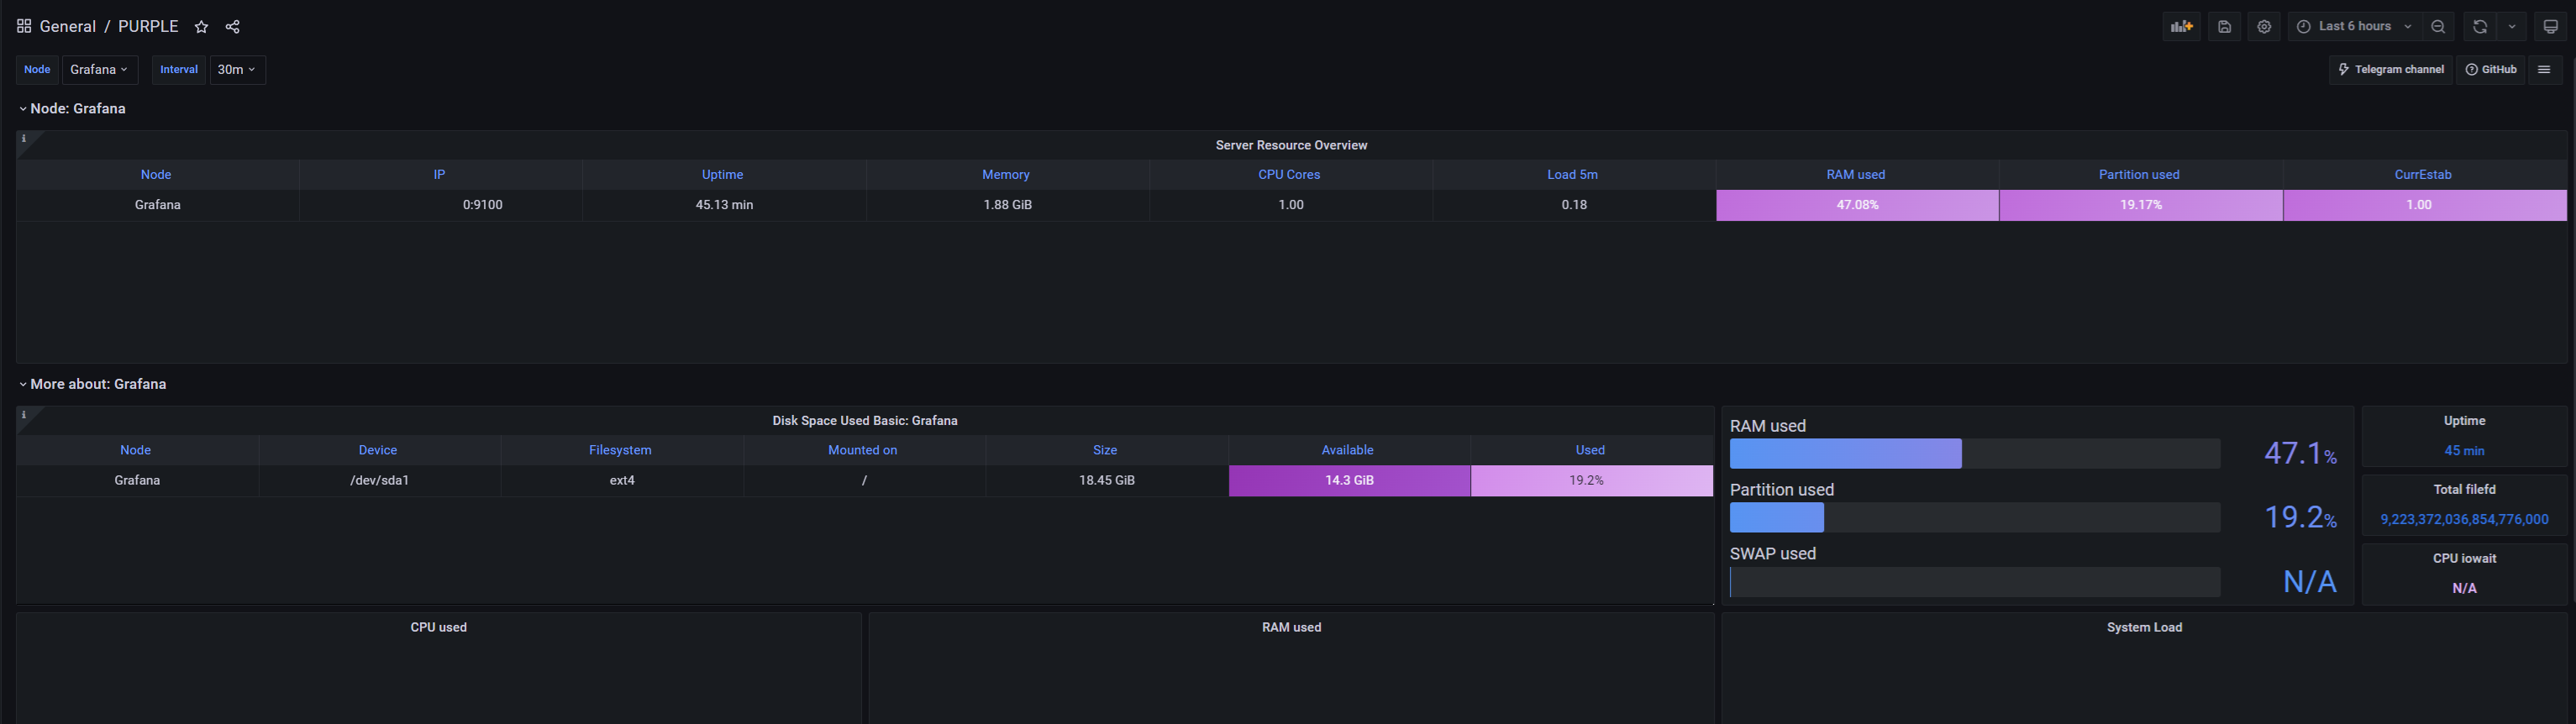 General / PURPLE
Last 6 hours
Node Grafana Interval 30m
Telegram channel GitHub
Node: Grafana
i
Server Resource Overview
Node IP Uptime Memory CPU Cores Load 5m RAM used Partition used CurrEstab
Grafana 0:9100 45.13 min 1.88 GiB 1.00 0.18 47.08% 19.17% 1.00
More about: Grafana
i
Disk Space Used Basic: Grafana
Node Device Filesystem Mounted on Size Available Used
Grafana /dev/sda1 ext4 / 18.45 GiB 14.3 GiB 19.2%
RAM used
47.1%
Partition used
19.2%
SWAP used
N/A
Uptime
45 min
Total filefd
9,223,372,036,854,776,000
CPU iowait
N/A
CPU used
RAM used
System Load